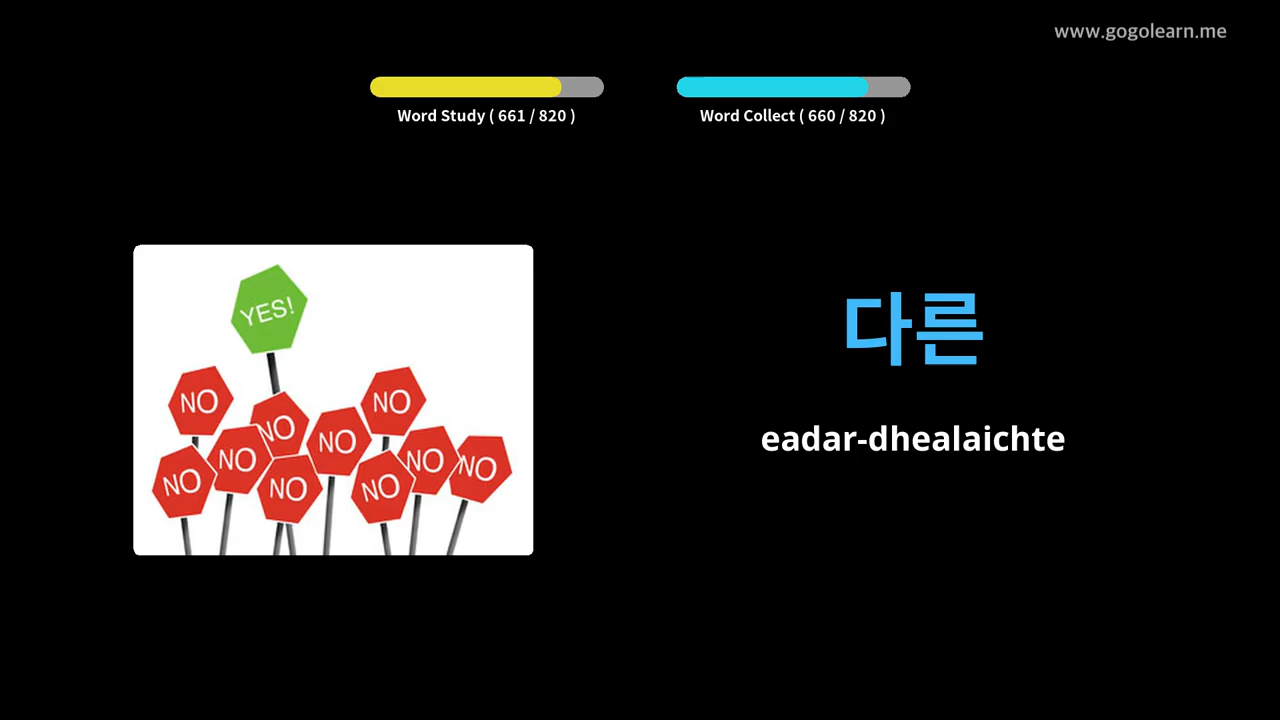 www.gogolearn.me
Word Study ( 661 / 820 )
Word Collect ( 660 / 820 )
YES!
NO
NO
NO
NO
NO
NO
NO
NO
NO
NO
다른
eadar-dhealaichte